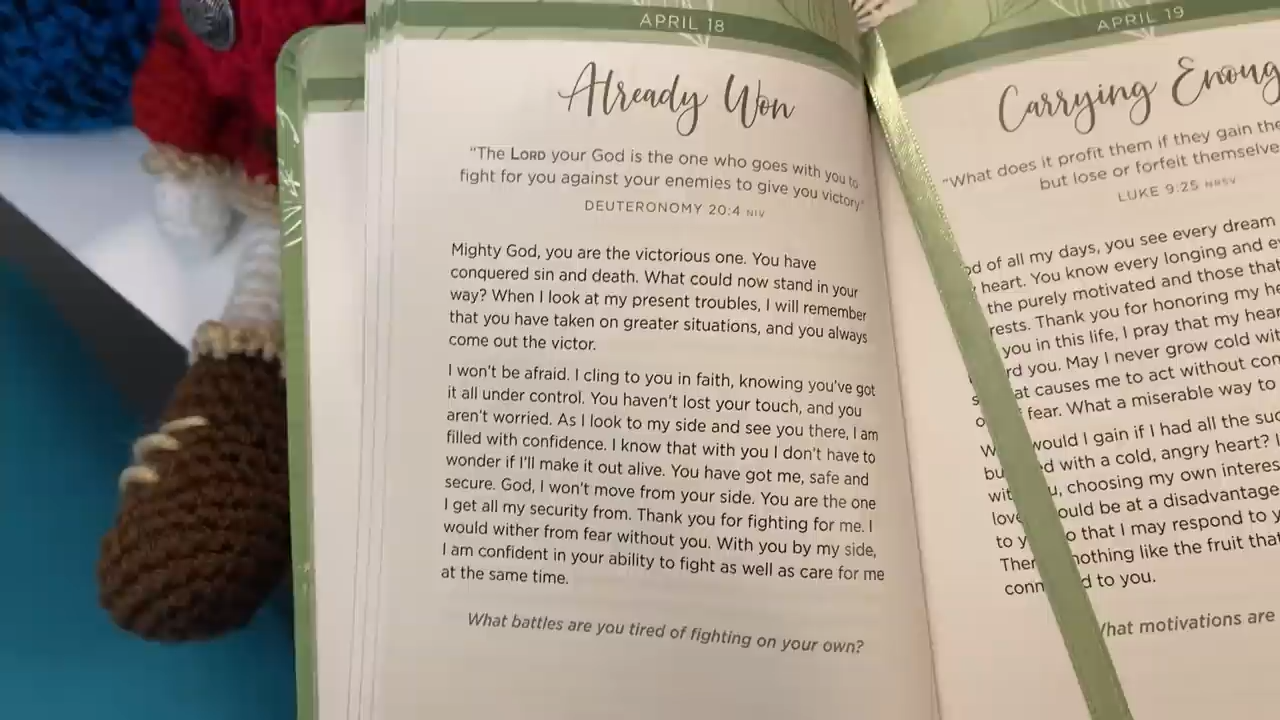 APRIL 18
Already Won
"The LORD your God is the one who goes with you to
fight for you against your enemies to give you victory"
DEUTERONOMY 20:4 NIV
Mighty God, you are the victorious one. You have
conquered sin and death. What could now stand in your
way? When I look at my present troubles, I will remember
that you have taken on greater situations, and you always
come out the victor.
I won't be afraid. I cling to you in faith, knowing you've got
it all under control. You haven't lost your touch, and you
aren't worried. As I look to my side and see you there, I am
filled with confidence. I know that with you I don't have to
wonder if I'll make it out alive. You have got me, safe and
secure. God, I won't move from your side. You are the one
I get all my security from. Thank you for fighting for me. I
would wither from fear without you. With you by my side,
I am confident in your ability to fight as well as care for me
at the same time.
What battles are you tired of fighting on your own?
APRIL 19
Carrying
"What does it profit them if they gain the
but lose or forfeit
LUKE 9:25 NRSV
of all my days, you see every dream
heart. You know every longing and
the purely motivated and those that
Thank you for honoring my
you in this life, I pray that my
you. May I never grow cold
causes me to act without
fear. What a miserable way to
would I gain if I had all the
with a cold, angry heart?
choosing my own
be at a disadvantage
that I may respond to
nothing like the fruit that
to you.
motivations are